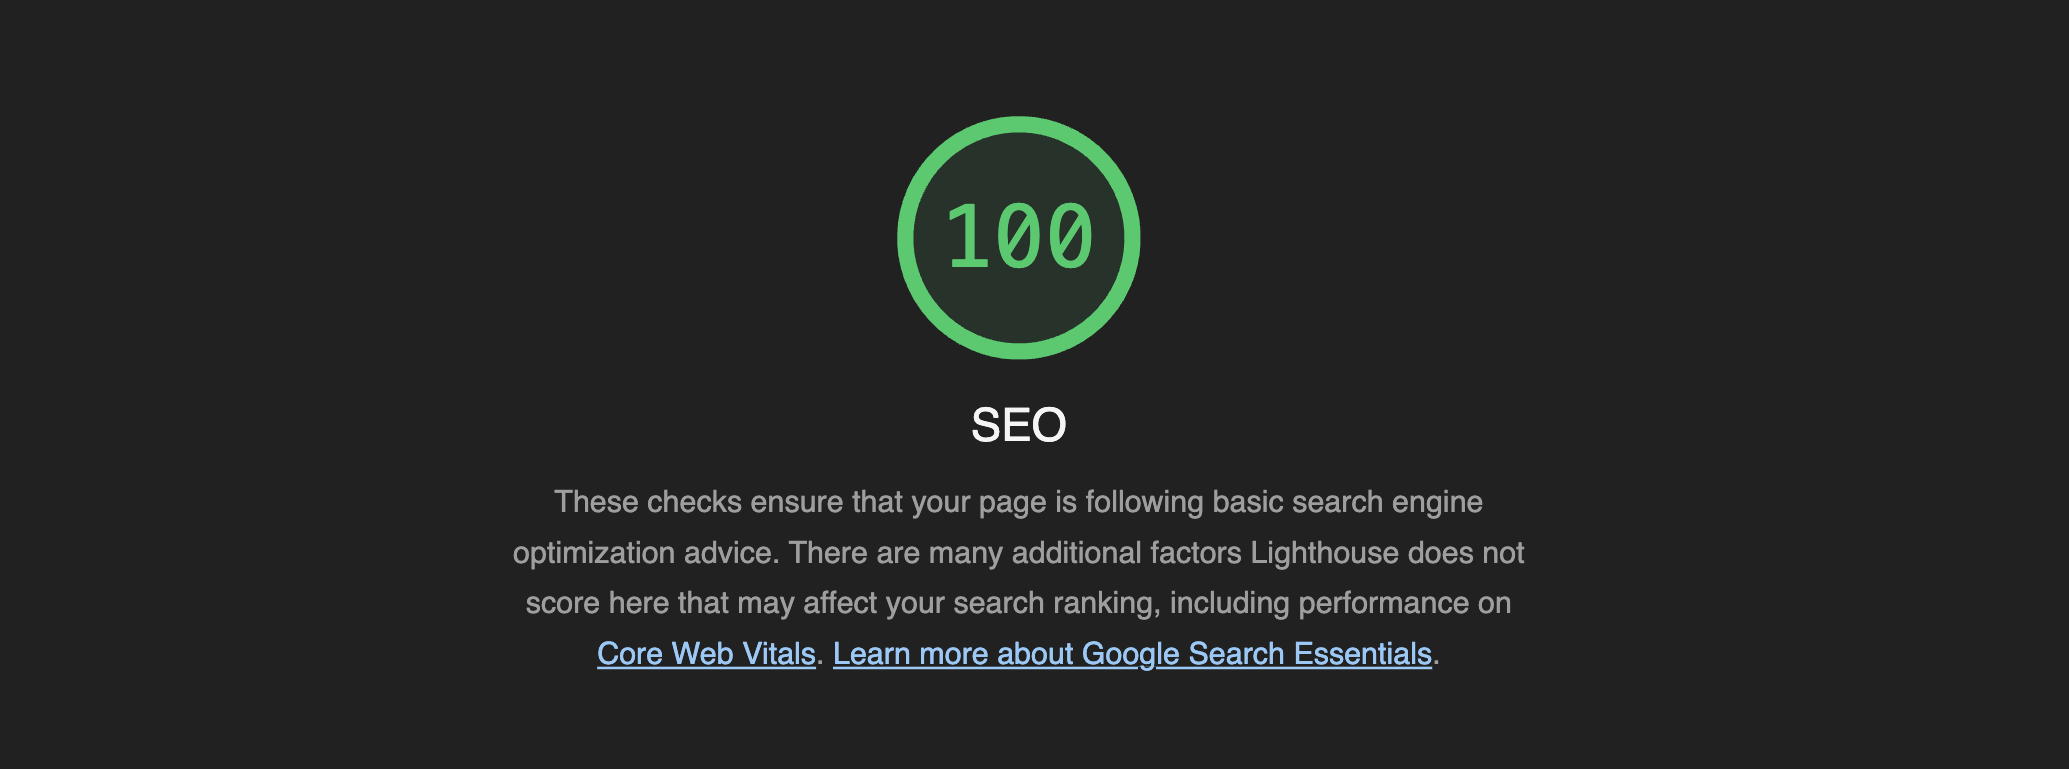 100
SEO
These checks ensure that your page is following basic search engine
optimization advice. There are many additional factors Lighthouse does not
score here that may affect your search ranking, including performance on
Core Web Vitals. Learn more about Google Search Essentials.